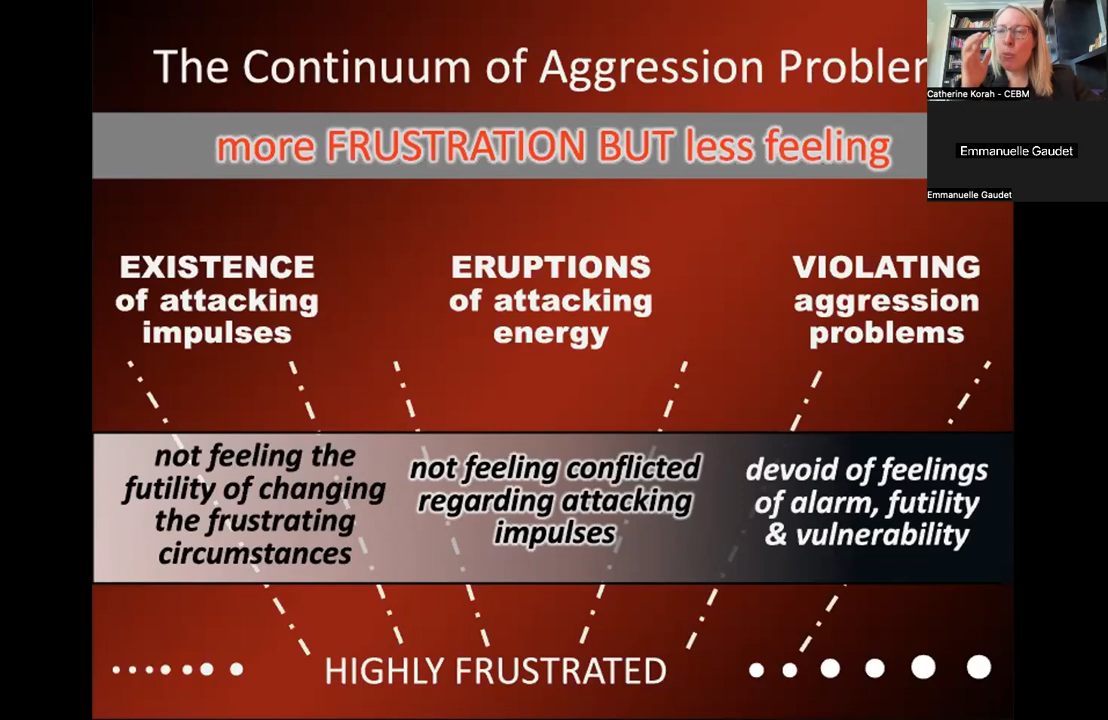 The Continuum of Aggression Problem
more FRUSTRATION BUT less feeling
Catherine Korah - CEBM
Emmanuelle Gaudet
Emmanuelle Gaudet
EXISTENCE
of attacking
impulses
ERUPTIONS
of attacking
energy
VIOLATING
aggression
problems
not feeling the
futility of changing
the frustrating
circumstances
not feeling conflicted
regarding attacking
impulses
devoid of feelings
of alarm, futility
& vulnerability
HIGHLY FRUSTRATED